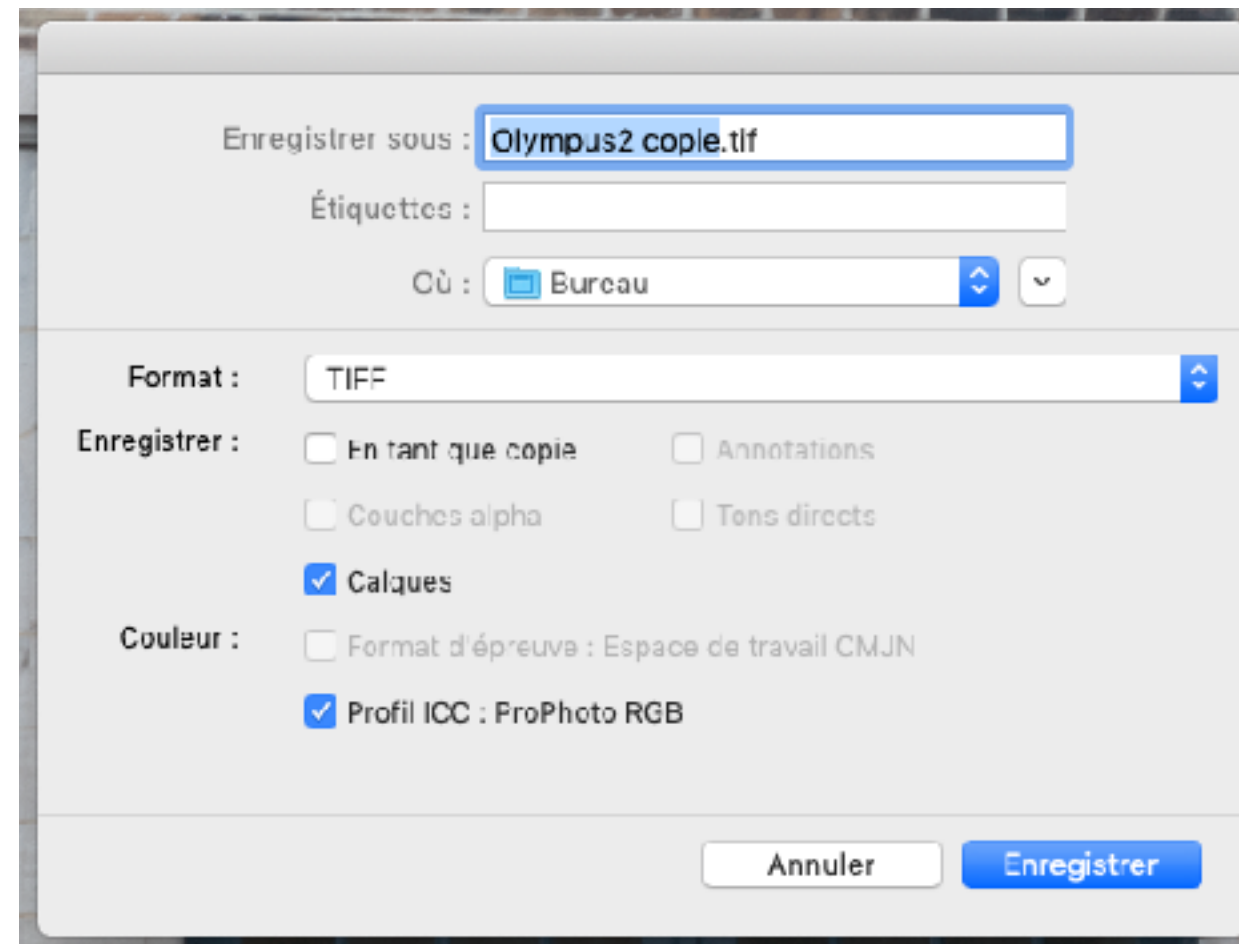 Enregistrer sous : Olympus2 copie.tif
Étiquettes :
Où : Bureau
Format : TIFF
Enregistrer : En tant que copie Annotations
Couches alpha Tons directs
Calques
Couleur : Format d'épreuve : Espace de travail CMJN
Profil ICC : ProPhoto RGB
Annuler Enregistrer